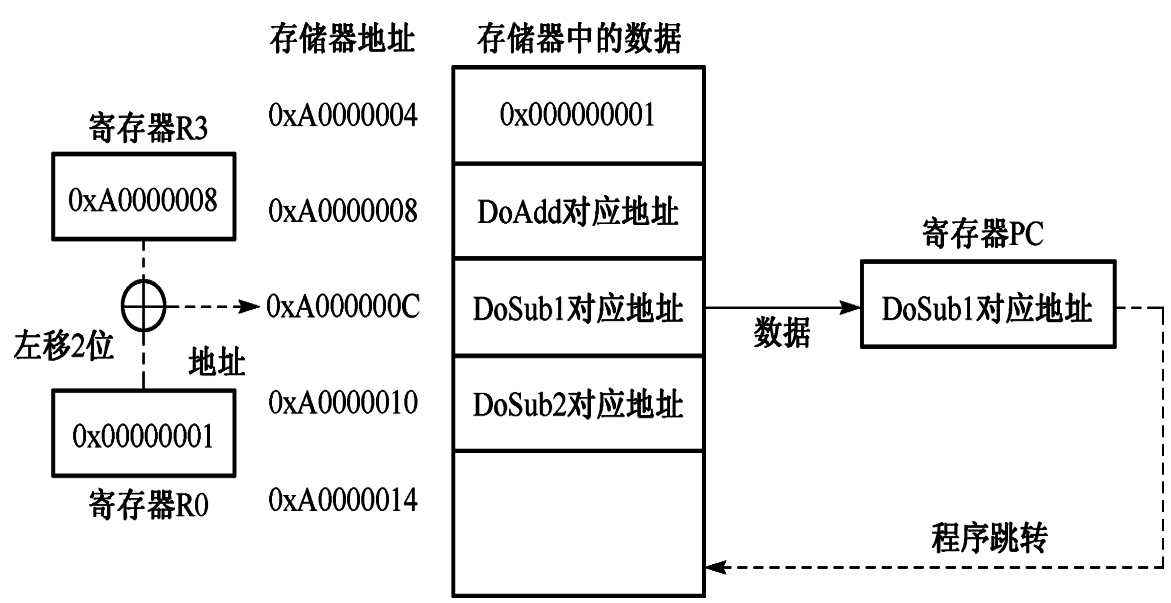 存储器地址 存储器中的数据
0xA0000004 0x000000001
寄存器R3
0xA0000008
0xA0000008 DoAdd对应地址
寄存器PC
0xA000000C DoSub1对应地址
数据
DoSub1对应地址
左移2位
地址
0xA0000010 DoSub2对应地址
0x00000001
寄存器R0
0xA0000014
程序跳转